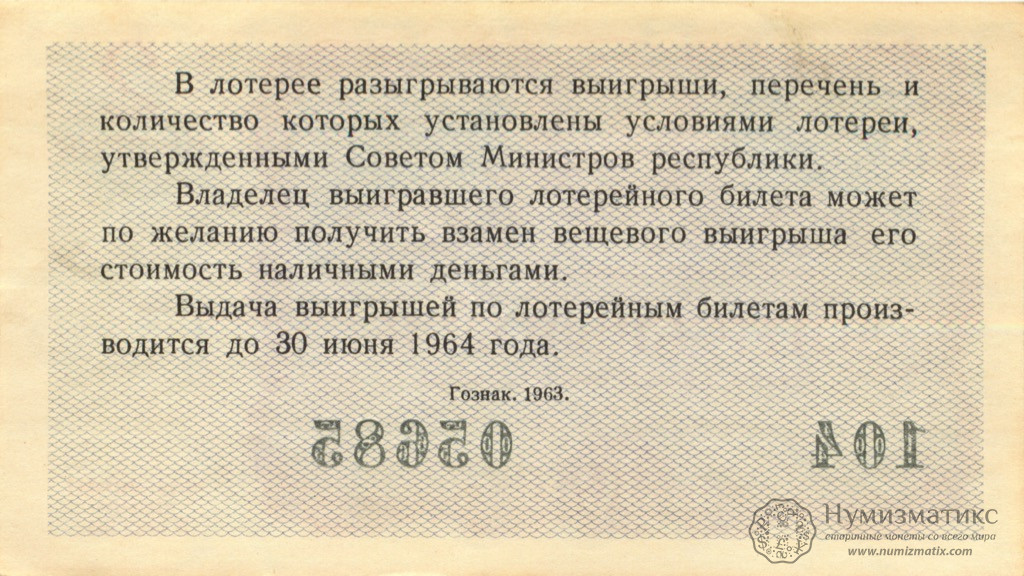 В лотерее разыгрываются выигрыши, перечень и
количество которых установлены условиями лотереи,
утвержденными Советом Министров республики.
Владелец выигравшего лотерейного билета может
по желанию получить взамен вещевого выигрыша его
стоимость наличными деньгами.
Выдача выигрышей по лотерейным билетам произ-
водится до 30 июня 1964 года.
Гознак. 1963.
05685 104
Нумизматикс
старинные монеты со всего мира
www.numizmatix.com